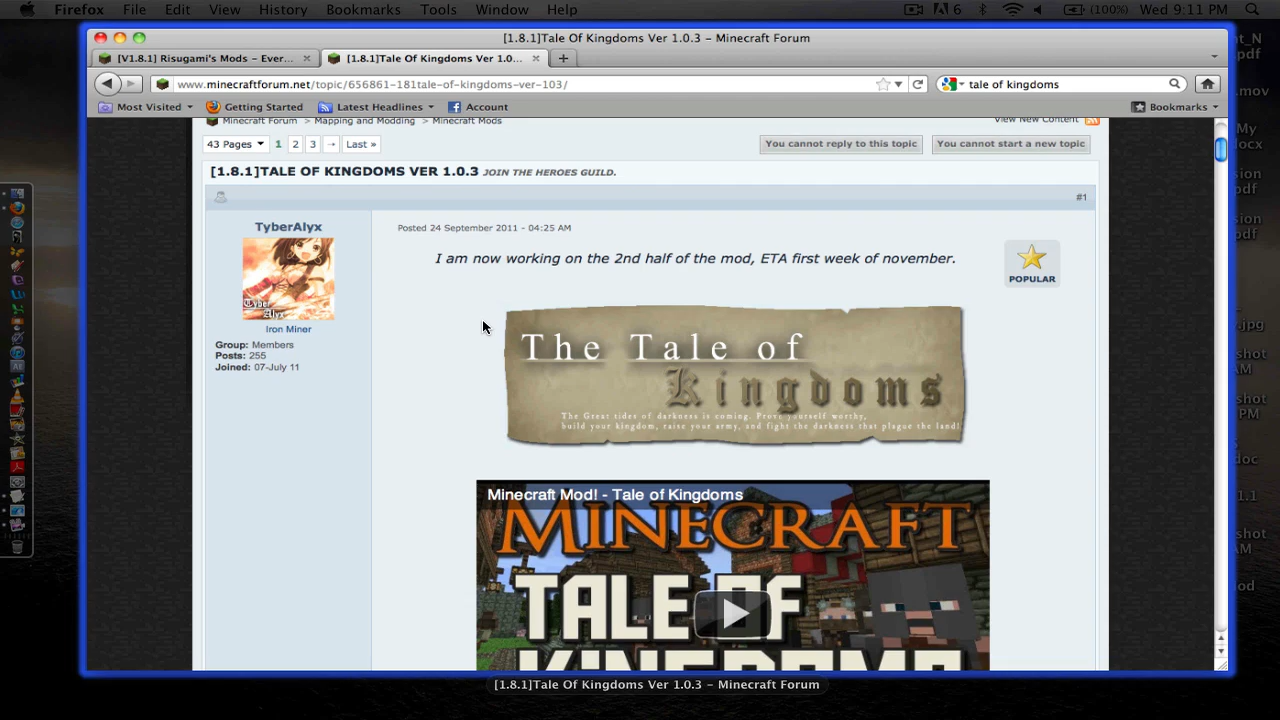 Firefox File Edit View History Bookmarks Tools Window Help
6 (100%) Wed 9:11 PM
[1.8.1]Tale Of Kingdoms Ver 1.0.3 – Minecraft Forum
[V1.8.1] Risugami's Mods – Ever... [1.8.1]Tale Of Kingdoms Ver 1.0...
www.minecraftforum.net/topic/656861-181tale-of-kingdoms-ver-103/ tale of kingdoms
Most Visited Getting Started Latest Headlines Account Bookmarks
Minecraft Forum > Mapping and Modding > Minecraft Mods View New Content
43 Pages 1 2 3 → Last » You cannot reply to this topic You cannot start a new topic
[1.8.1]TALE OF KINGDOMS VER 1.0.3 JOIN THE HEROES GUILD.
#1
TyberAlyx
Posted 24 September 2011 - 04:25 AM
I am now working on the 2nd half of the mod, ETA first week of november.
POPULAR
Tyber
Alyx
Iron Miner
Group: Members
Posts: 255
Joined: 07-July 11
The Tale of
Kingdoms
The Great tides of darkness is coming. Prove yourself worthy,
build your kingdom, raise your army, and fight the darkness that plague the land!
Minecraft Mod! - Tale of Kingdoms
MINECRAFT
TALE OF
KINGDOMS
[1.8.1]Tale Of Kingdoms Ver 1.0.3 – Minecraft Forum